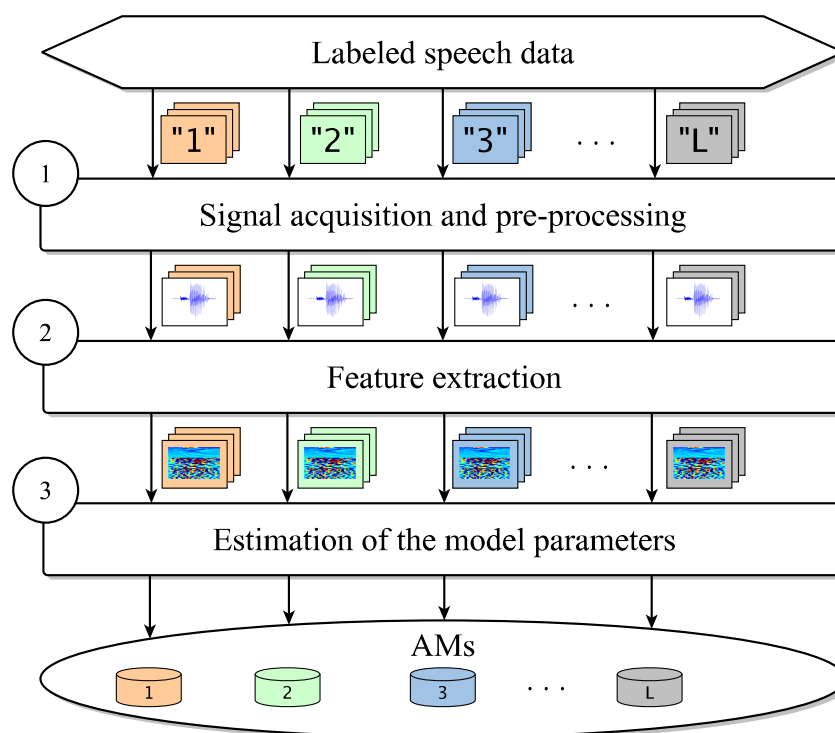 Labeled speech data
"1" "2" "3" . . . "L"
1
Signal acquisition and pre-processing
. . .
2
Feature extraction
. . .
3
Estimation of the model parameters
AMs
1 2 3 . . . L